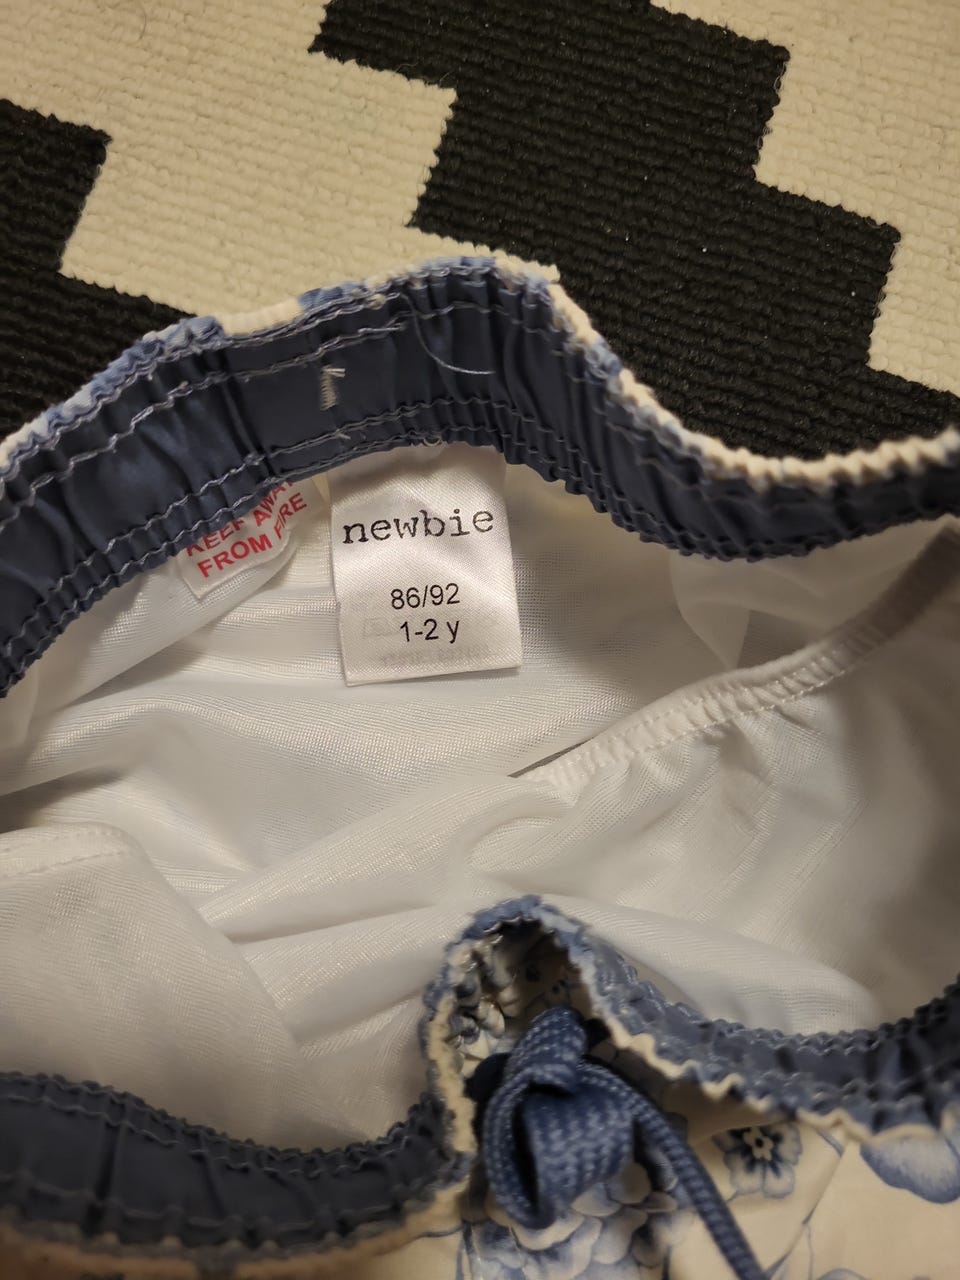 KEEP AWAY
FROM FIRE
newbie
86/92
1-2 y